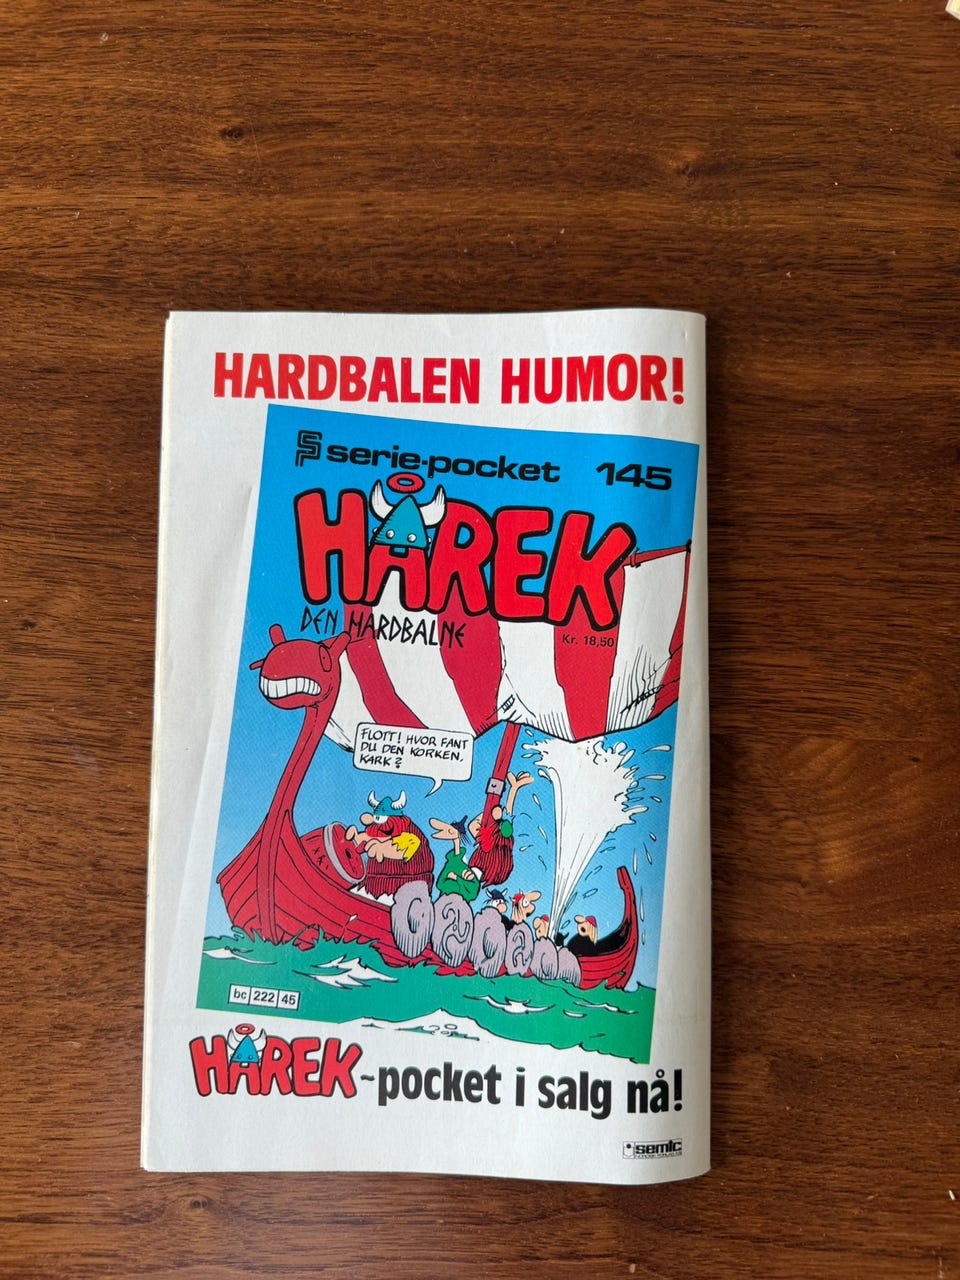 HARDBALEN HUMOR!
serie-pocket 145
HÅREK
DEN HARDBALNE
Kr. 18,50
FLOTT! HVOR FANT
DU DEN KORKEN,
KARK?
bc 222 45
HÅREK-pocket i salg nå!
semic